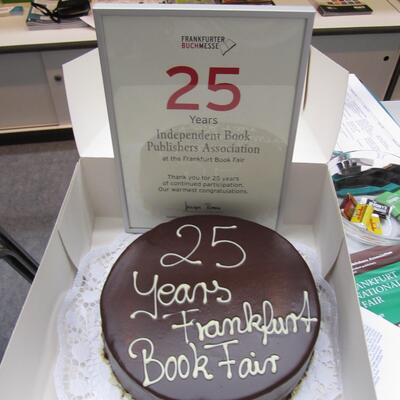 FRANKFURTER
BUCHMESSE
25
Years
Independent Book
Publishers Association
at the Frankfurt Book Fair
Thank you for 25 years
of continued participation.
Our warmest congratulations.
25
Years
Frankfurt
Book Fair